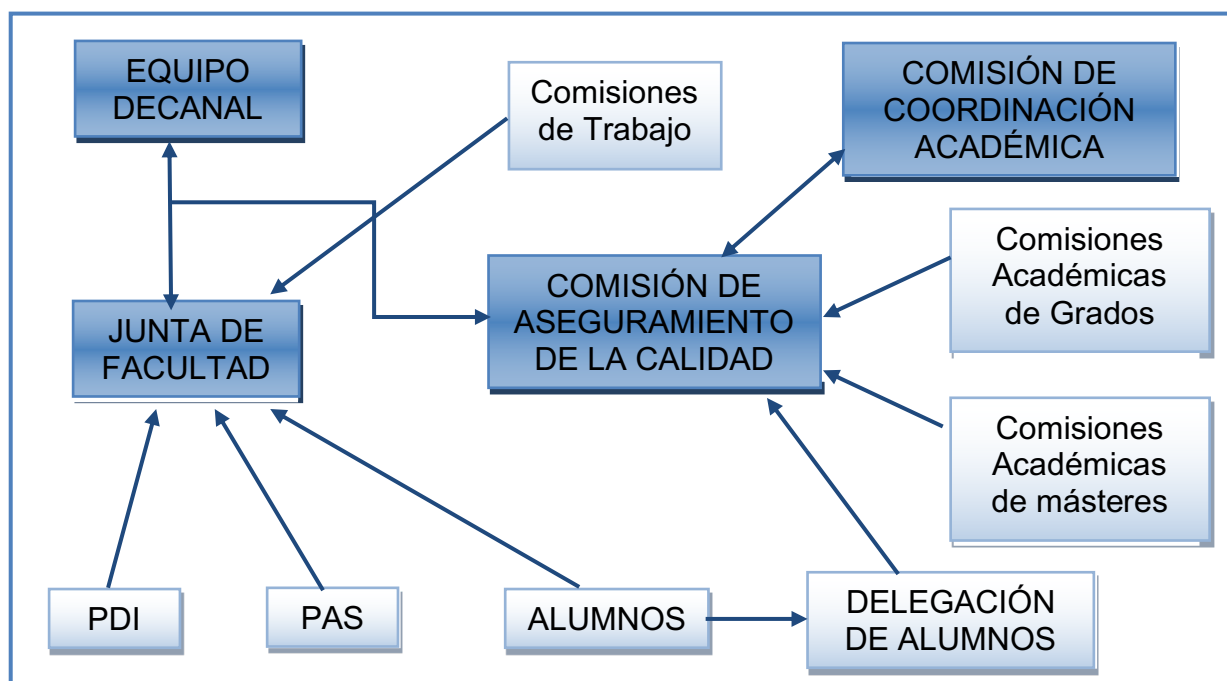 EQUIPO
DECANAL
Comisiones
de Trabajo
COMISIÓN DE
COORDINACIÓN
ACADÉMICA
JUNTA DE
FACULTAD
COMISIÓN DE
ASEGURAMIENTO
DE LA CALIDAD
Comisiones
Académicas
de Grados
Comisiones
Académicas
de másteres
PDI
PAS
ALUMNOS
DELEGACIÓN
DE ALUMNOS